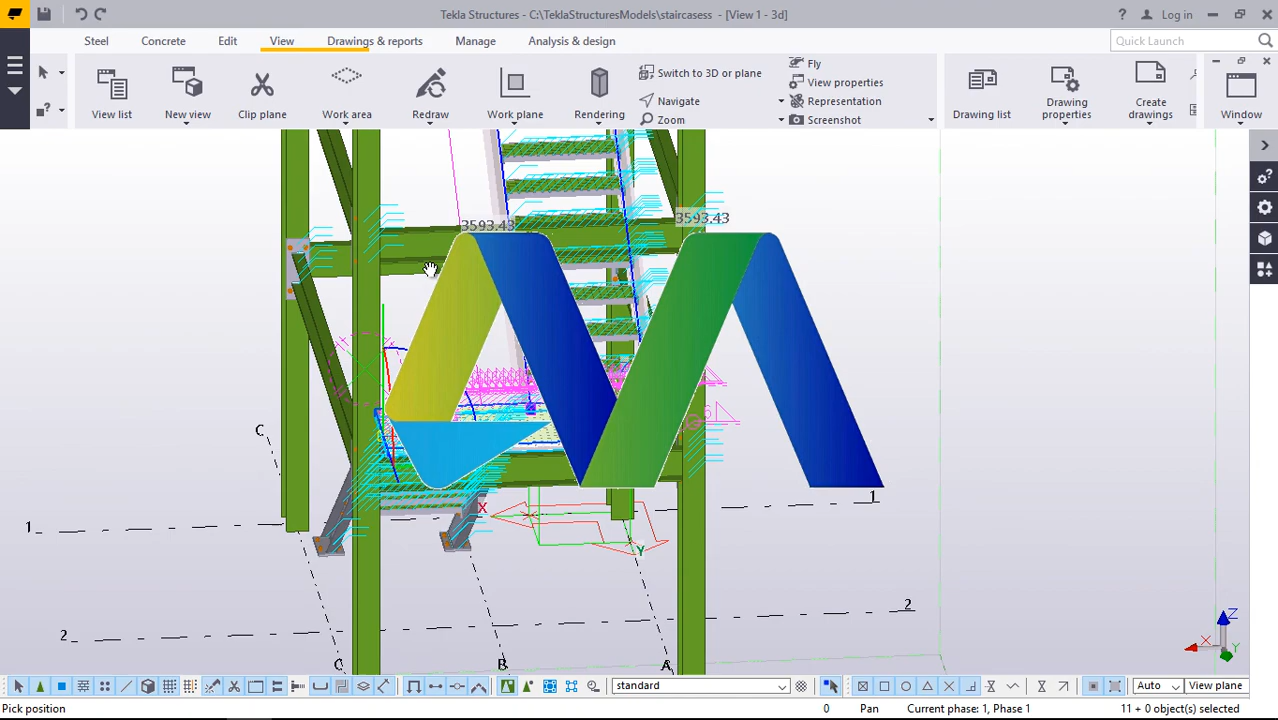 Tekla Structures - C:\TeklaStructuresModels\staircasess - [View 1 - 3d]
? Log in
Steel Concrete Edit View Drawings & reports Manage Analysis & design Quick Launch
View list New view Clip plane Work area Redraw Work plane Rendering
Switch to 3D or plane
Navigate
Zoom
Fly
View properties
Representation
Screenshot
Drawing list
Drawing properties
Create drawings
Window
3593.43 3593.43
C
6
1 X 1
Y
2 2
C B A
Z
X Y
standard Auto View plane
Pick position 0 Pan Current phase: 1, Phase 1 11 + 0 object(s) selected